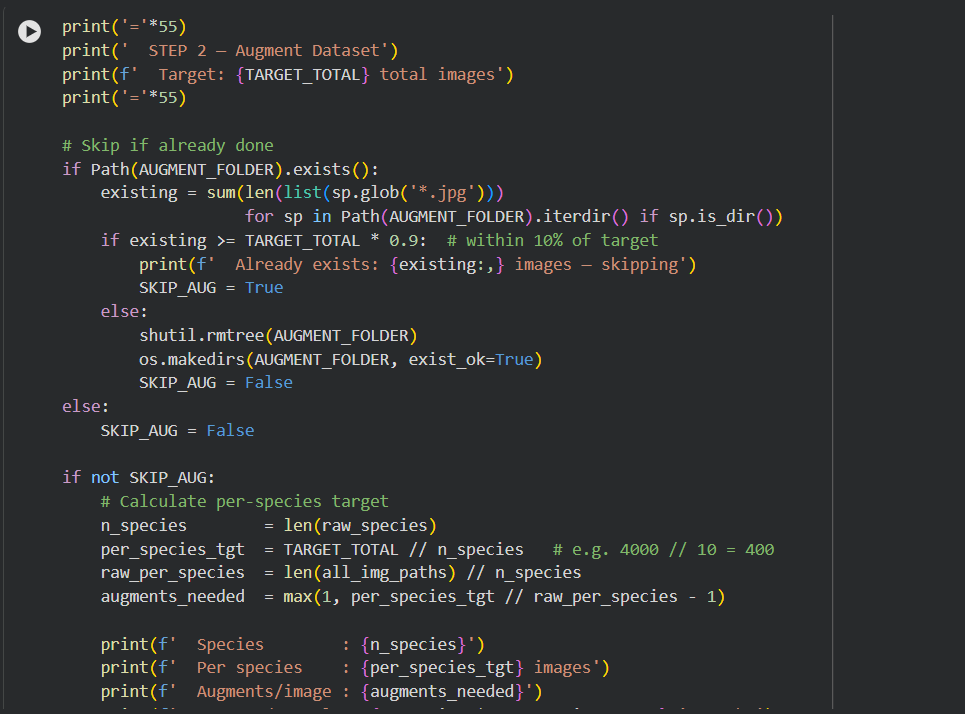 print('='*55)
print('  STEP 2 — Augment Dataset')
print(f'  Target: {TARGET_TOTAL} total images')
print('='*55)

# Skip if already done
if Path(AUGMENT_FOLDER).exists():
    existing = sum(len(list(sp.glob('*.jpg')))
                   for sp in Path(AUGMENT_FOLDER).iterdir() if sp.is_dir())
    if existing >= TARGET_TOTAL * 0.9:  # within 10% of target
        print(f'  Already exists: {existing:,} images — skipping')
        SKIP_AUG = True
    else:
        shutil.rmtree(AUGMENT_FOLDER)
        os.makedirs(AUGMENT_FOLDER, exist_ok=True)
        SKIP_AUG = False
else:
    SKIP_AUG = False

if not SKIP_AUG:
    # Calculate per-species target
    n_species        = len(raw_species)
    per_species_tgt  = TARGET_TOTAL // n_species   # e.g. 4000 // 10 = 400
    raw_per_species  = len(all_img_paths) // n_species
    augments_needed  = max(1, per_species_tgt // raw_per_species - 1)

    print(f'  Species        : {n_species}')
    print(f'  Per species    : {per_species_tgt} images')
    print(f'  Augments/image : {augments_needed}')